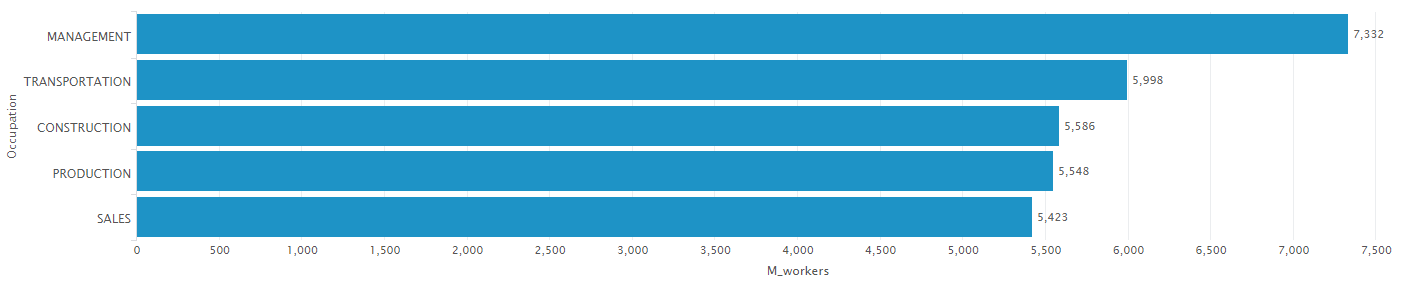 Occupation
MANAGEMENT 7,332
TRANSPORTATION 5,998
CONSTRUCTION 5,586
PRODUCTION 5,548
SALES 5,423
0 500 1,000 1,500 2,000 2,500 3,000 3,500 4,000 4,500 5,000 5,500 6,000 6,500 7,000 7,500
M_workers